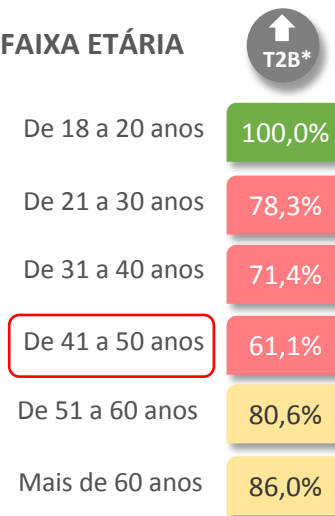 FAIXA ETÁRIA
T2B*
De 18 a 20 anos 100,0%
De 21 a 30 anos 78,3%
De 31 a 40 anos 71,4%
De 41 a 50 anos 61,1%
De 51 a 60 anos 80,6%
Mais de 60 anos 86,0%